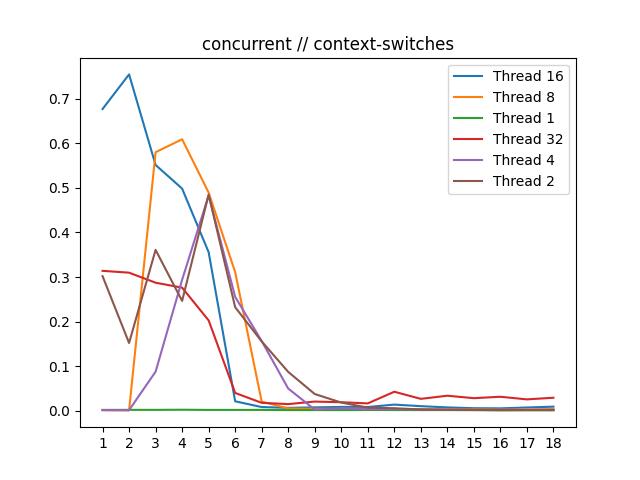 concurrent // context-switches
Thread 16
Thread 8
Thread 1
Thread 32
Thread 4
Thread 2
0.7
0.6
0.5
0.4
0.3
0.2
0.1
0.0
1 2 3 4 5 6 7 8 9 10 11 12 13 14 15 16 17 18